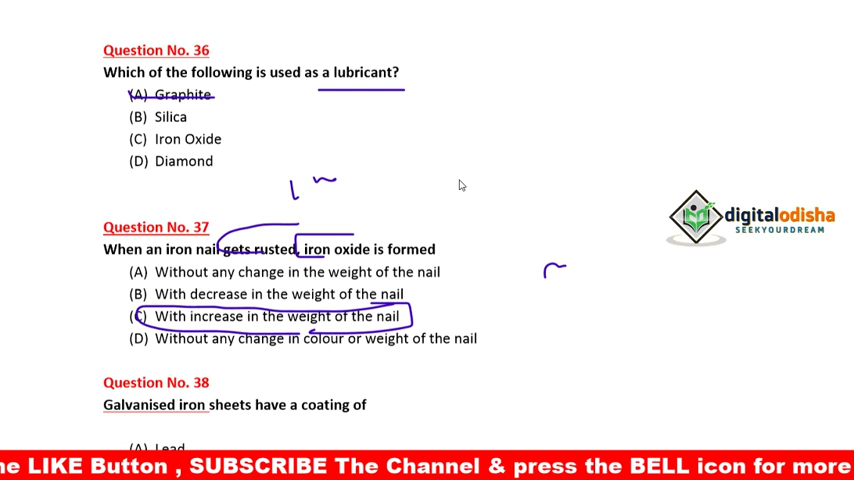 Question No. 36
Which of the following is used as a lubricant?
(A) Graphite
(B) Silica
(C) Iron Oxide
(D) Diamond
Question No. 37
When an iron nail gets rusted, iron oxide is formed
(A) Without any change in the weight of the nail
(B) With decrease in the weight of the nail
(C) With increase in the weight of the nail
(D) Without any change in colour or weight of the nail
digitalodisha
SEEKYOURDREAM
Question No. 38
Galvanised iron sheets have a coating of
(A) Lead
he LIKE Button , SUBSCRIBE The Channel & press the BELL icon for more